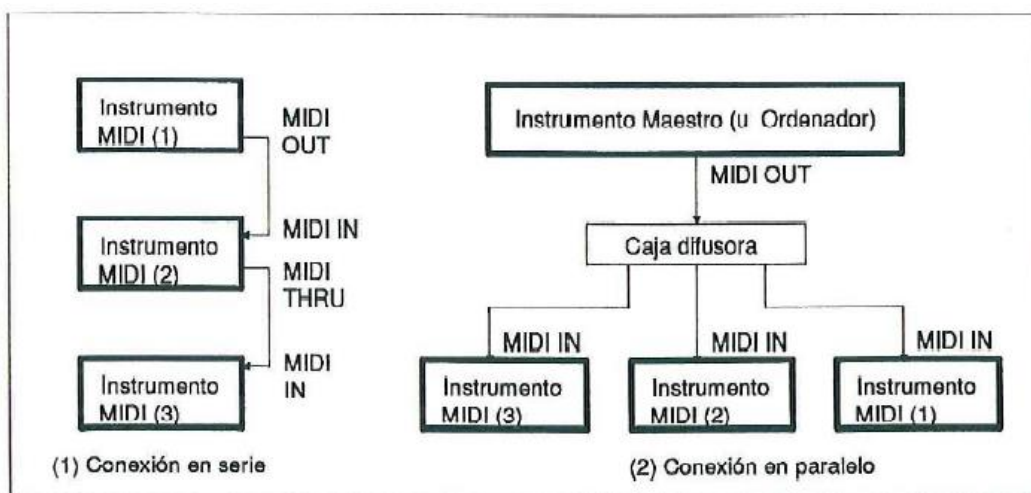 Instrumento
MIDI (1)
MIDI
OUT
MIDI IN
Instrumento
MIDI (2)
MIDI
THRU
MIDI
IN
Instrumento
MIDI (3)
(1) Conexión en serie
Instrumento Maestro (u Ordenador)
MIDI OUT
Caja difusora
MIDI IN
MIDI IN
MIDI IN
Instrumento
MIDI (3)
Instrumento
MIDI (2)
Instrumento
MIDI (1)
(2) Conexión en paralelo